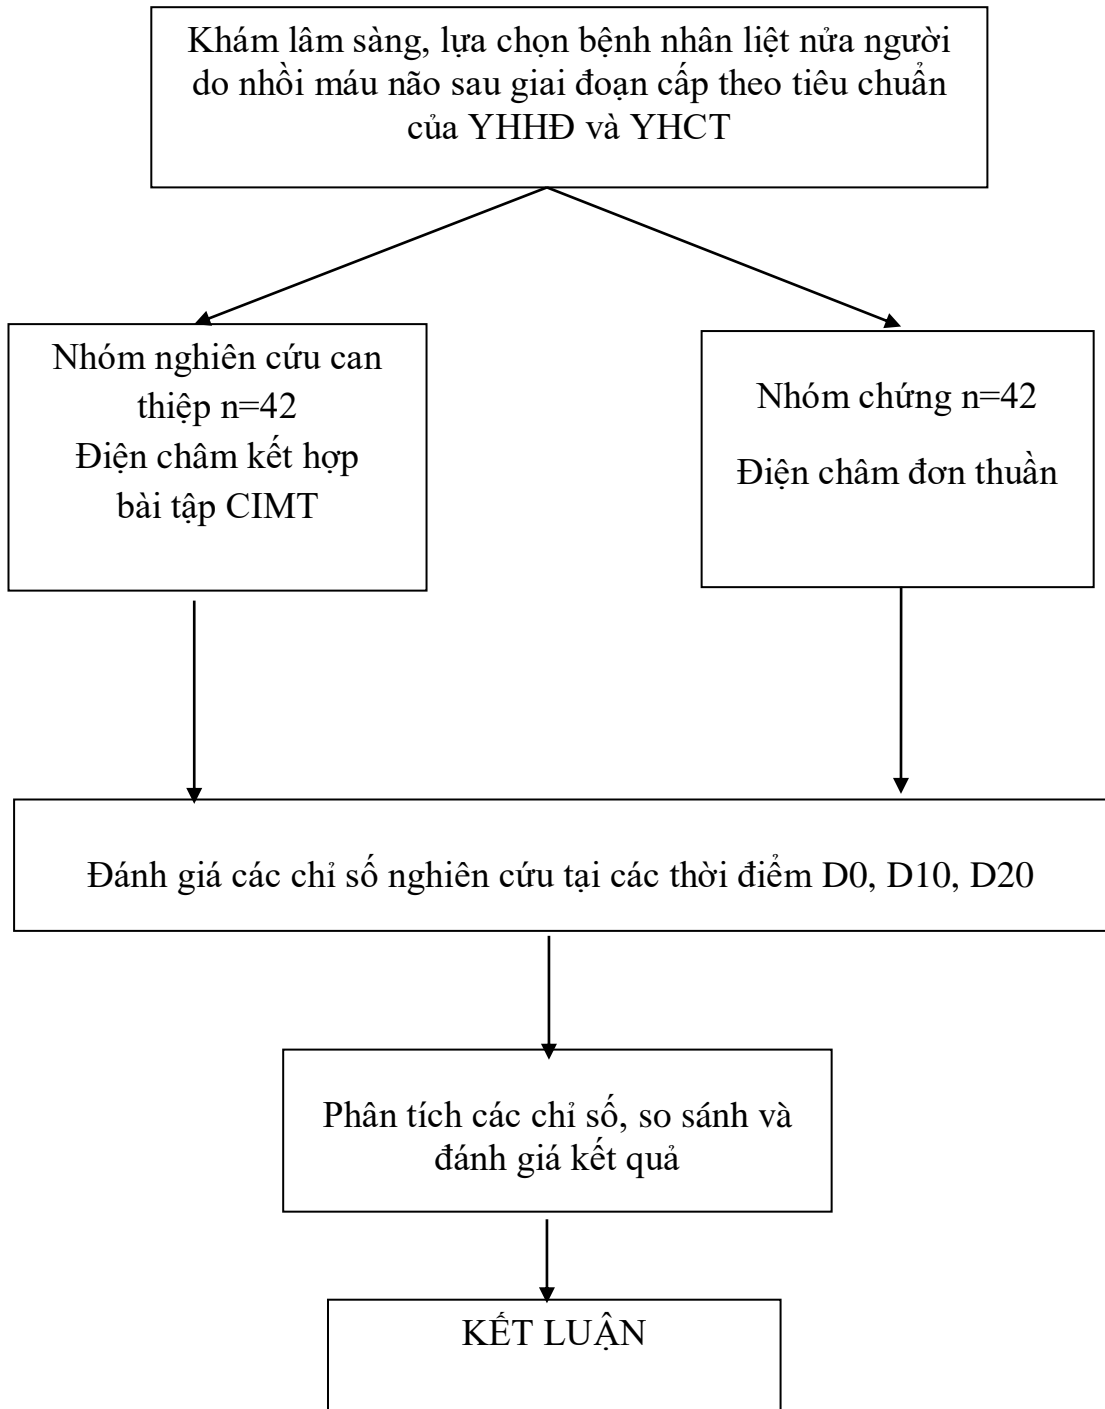 Khám lâm sàng, lựa chọn bệnh nhân liệt nửa người
do nhồi máu não sau giai đoạn cấp theo tiêu chuẩn
của YHHĐ và YHCT
Nhóm nghiên cứu can
thiệp n=42
Điện châm kết hợp
bài tập CIMT
Nhóm chứng n=42
Điện châm đơn thuần
Đánh giá các chỉ số nghiên cứu tại các thời điểm D0, D10, D20
Phân tích các chỉ số, so sánh và
đánh giá kết quả
KẾT LUẬN